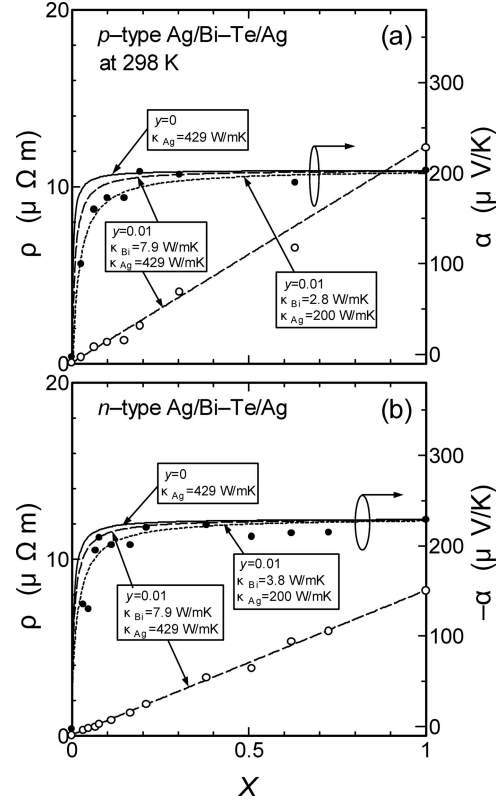 20
p–type Ag/Bi–Te/Ag
at 298 K
(a)
300
y=0
κ Ag=429 W/mK
200
10
y=0.01
κ Bi=7.9 W/mK
κ Ag=429 W/mK
y=0.01
κ Bi=2.8 W/mK
κ Ag=200 W/mK
100
0
0
ρ (μ Ω m)
α (μ V/K)
20
n–type Ag/Bi–Te/Ag
(b)
300
y=0
κ Ag=429 W/mK
200
10
y=0.01
κ Bi=3.8 W/mK
κ Ag=200 W/mK
y=0.01
κ Bi=7.9 W/mK
κ Ag=429 W/mK
100
0
0
ρ (μ Ω m)
–α (μ V/K)
0
0.5
1
X